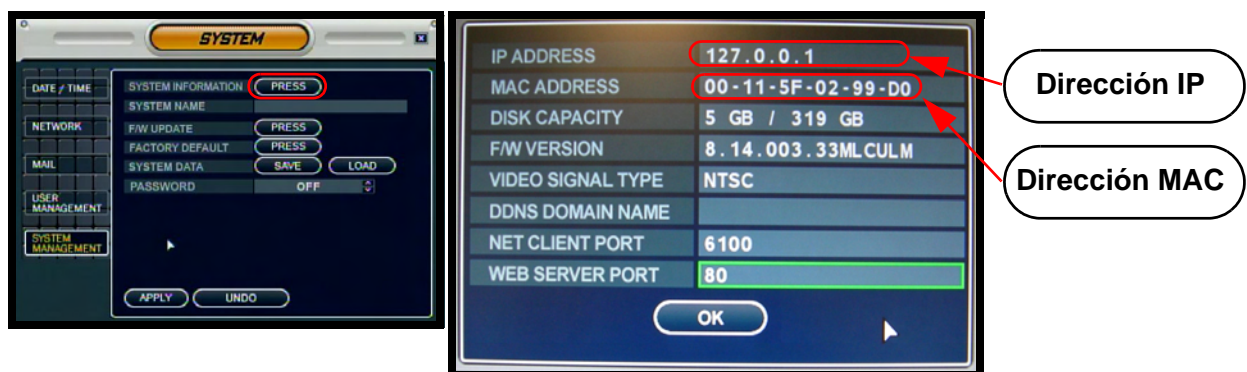 SYSTEM
DATE / TIME
NETWORK
MAIL
USER
MANAGEMENT
SYSTEM
MANAGEMENT
SYSTEM INFORMATION PRESS
SYSTEM NAME
F/W UPDATE PRESS
FACTORY DEFAULT PRESS
SYSTEM DATA SAVE LOAD
PASSWORD OFF
APPLY UNDO
IP ADDRESS 127.0.0.1
MAC ADDRESS 00-11-5F-02-99-D0
DISK CAPACITY 5 GB / 319 GB
F/W VERSION 8.14.003.33MLCULM
VIDEO SIGNAL TYPE NTSC
DDNS DOMAIN NAME
NET CLIENT PORT 6100
WEB SERVER PORT 80
OK
Dirección IP
Dirección MAC